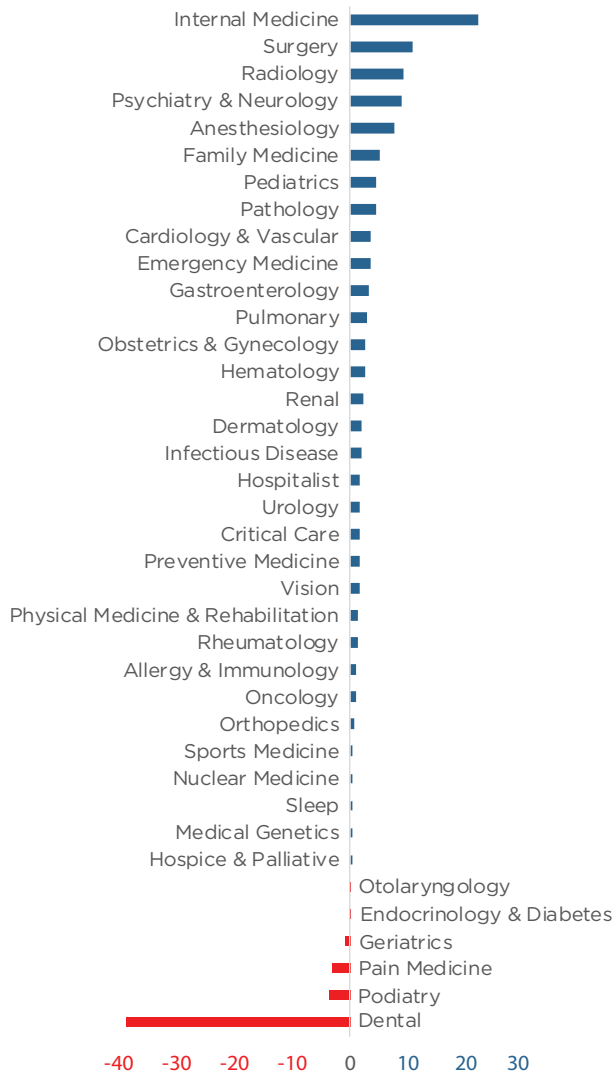 Internal Medicine
Surgery
Radiology
Psychiatry & Neurology
Anesthesiology
Family Medicine
Pediatrics
Pathology
Cardiology & Vascular
Emergency Medicine
Gastroenterology
Pulmonary
Obstetrics & Gynecology
Hematology
Renal
Dermatology
Infectious Disease
Hospitalist
Urology
Critical Care
Preventive Medicine
Vision
Physical Medicine & Rehabilitation
Rheumatology
Allergy & Immunology
Oncology
Orthopedics
Sports Medicine
Nuclear Medicine
Sleep
Medical Genetics
Hospice & Palliative
Otolaryngology
Endocrinology & Diabetes
Geriatrics
Pain Medicine
Podiatry
Dental
-40 -30 -20 -10 0 10 20 30